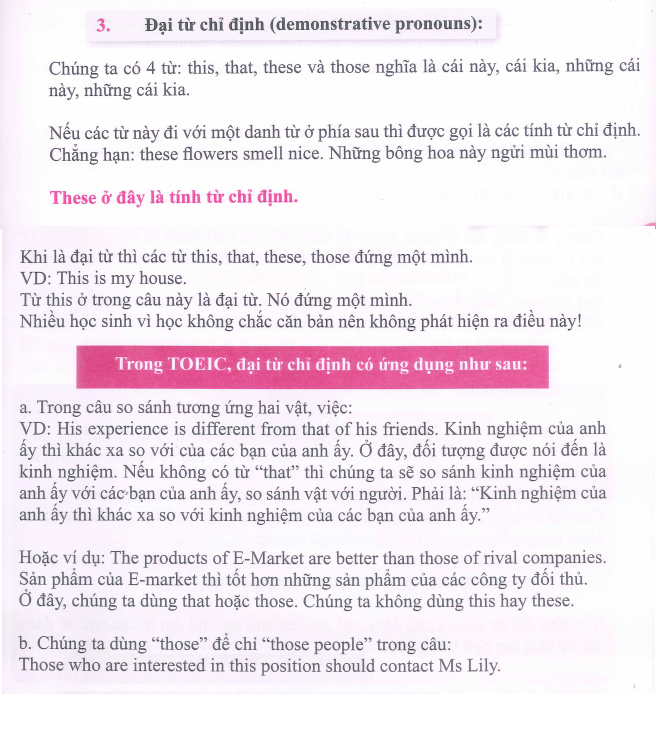 3. Đại từ chỉ định (demonstrative pronouns):
Chúng ta có 4 từ: this, that, these và those nghĩa là cái này, cái kia, những cái
này, những cái kia.
Nếu các từ này đi với một danh từ ở phía sau thì được gọi là các tính từ chỉ định.
Chẳng hạn: these flowers smell nice. Những bông hoa này ngửi mùi thơm.
These ở đây là tính từ chỉ định.
Khi là đại từ thì các từ this, that, these, those đứng một mình.
VD: This is my house.
Từ this ở trong câu này là đại từ. Nó đứng một mình.
Nhiều học sinh vì học không chắc căn bản nên không phát hiện ra điều này!
Trong TOEIC, đại từ chỉ định có ứng dụng như sau:
a. Trong câu so sánh tương ứng hai vật, việc:
VD: His experience is different from that of his friends. Kinh nghiệm của anh
ấy thì khác xa so với của các bạn của anh ấy. Ở đây, đối tượng được nói đến là
kinh nghiệm. Nếu không có từ “that” thì chúng ta sẽ so sánh kinh nghiệm của
anh ấy với các bạn của anh ấy, so sánh vật với người. Phải là: “Kinh nghiệm của
anh ấy thì khác xa so với kinh nghiệm của các bạn của anh ấy.”
Hoặc ví dụ: The products of E-Market are better than those of rival companies.
Sản phẩm của E-market thì tốt hơn những sản phẩm của các công ty đối thủ.
Ở đây, chúng ta dùng that hoặc those. Chúng ta không dùng this hay these.
b. Chúng ta dùng “those” để chỉ “those people” trong câu:
Those who are interested in this position should contact Ms Lily.